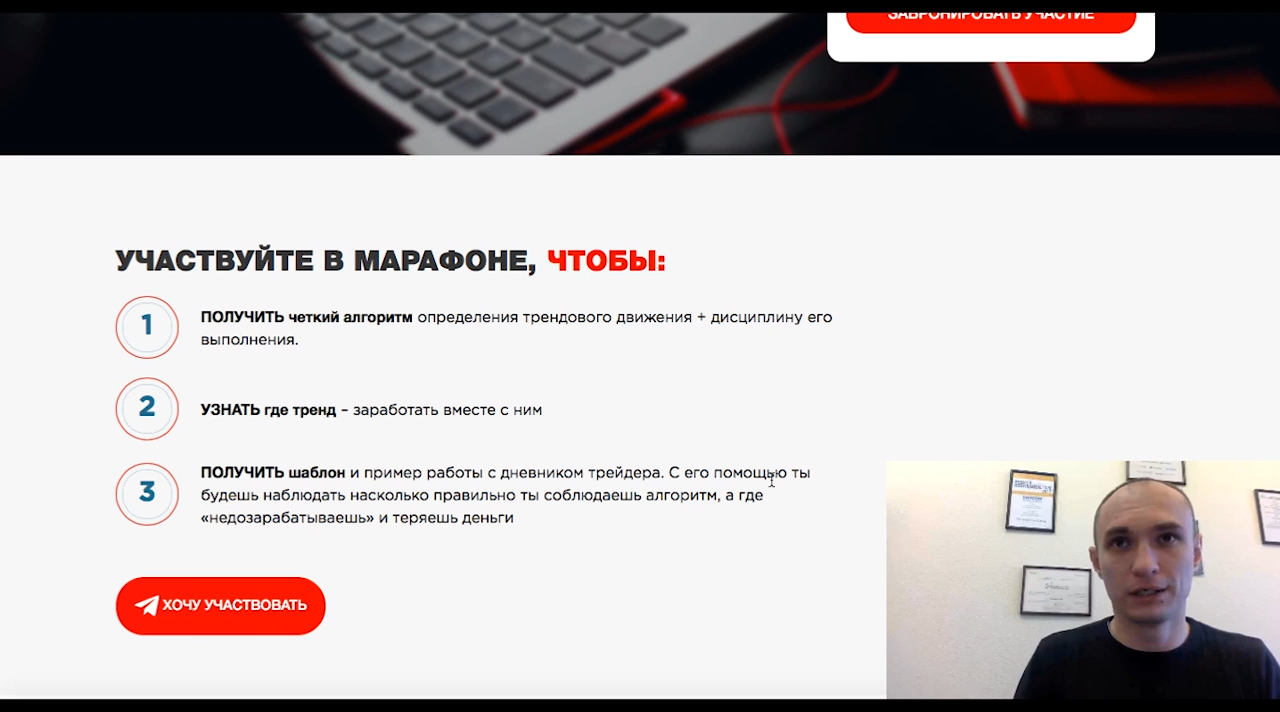 ЗАБРОНИРОВАТЬ УЧАСТИЕ
УЧАСТВУЙТЕ В МАРАФОНЕ, ЧТОБЫ:
1
ПОЛУЧИТЬ четкий алгоритм определения трендового движения + дисциплину его
выполнения.
2
УЗНАТЬ где тренд – заработать вместе с ним
3
ПОЛУЧИТЬ шаблон и пример работы с дневником трейдера. С его помощью ты
будешь наблюдать насколько правильно ты соблюдаешь алгоритм, а где
«недозарабатываешь» и теряешь деньги
ХОЧУ УЧАСТВОВАТЬ